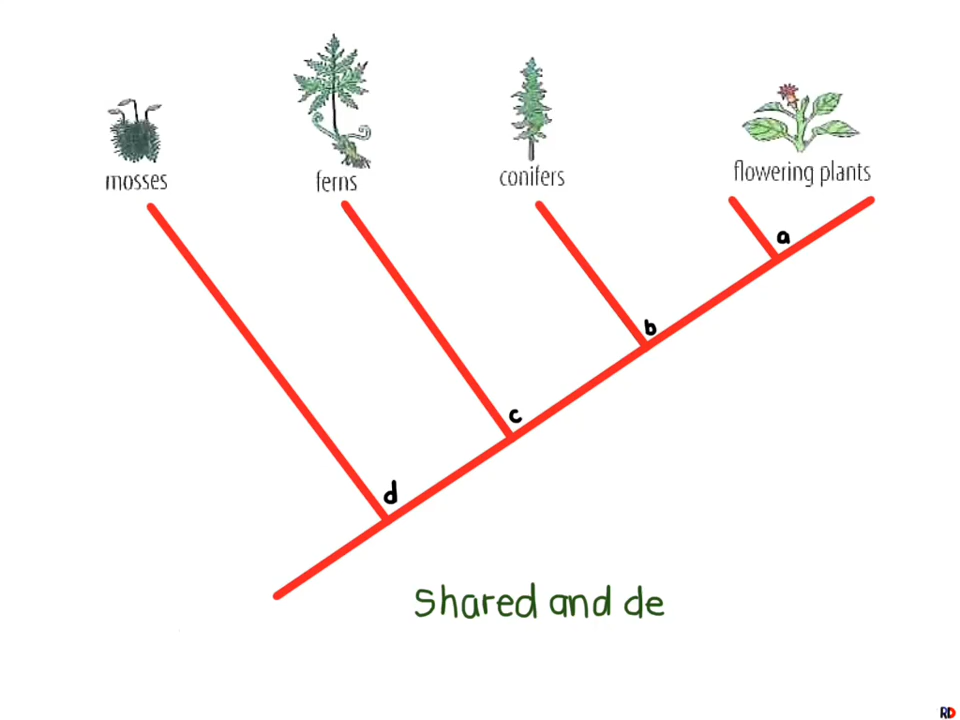 mosses
ferns
conifers
flowering plants
a
b
c
d
Shared and de
RD